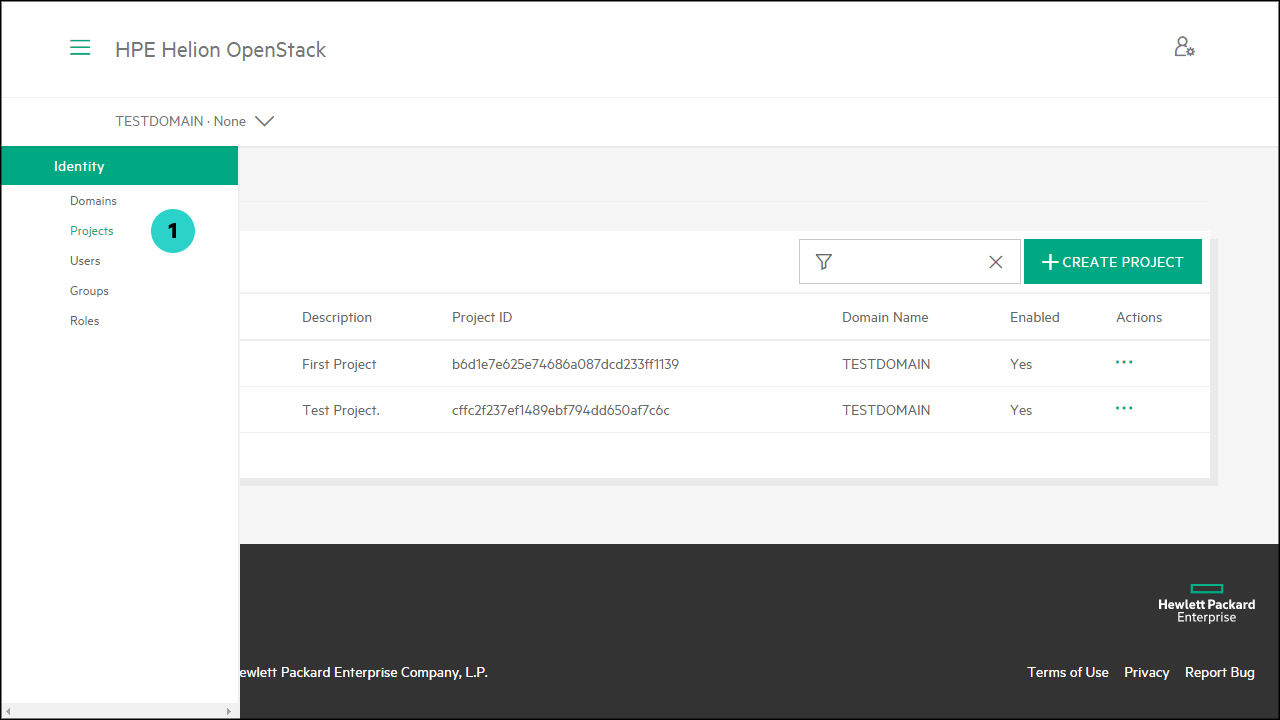 HPE Helion OpenStack
TESTDOMAIN · None
Identity
Domains
Projects
1
Users
Groups
Roles
CREATE PROJECT
Description Project ID Domain Name Enabled Actions
First Project b6d1e7e625e74686a087dcd233ff1139 TESTDOMAIN Yes
Test Project. cffc2f237ef1489ebf794dd650af7c6c TESTDOMAIN Yes
Hewlett Packard
Enterprise
ewlett Packard Enterprise Company, L.P. Terms of Use Privacy Report Bug